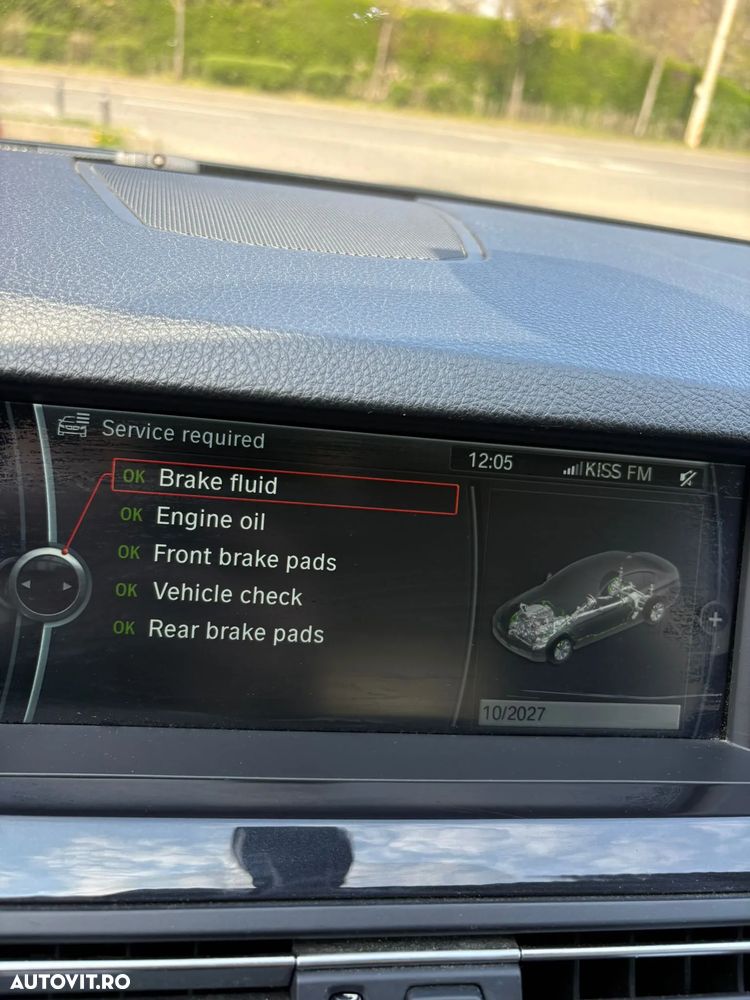 Service required
12:05
KISS FM
OK Brake fluid
OK Engine oil
OK Front brake pads
OK Vehicle check
OK Rear brake pads
10/2027
AUTOVIT.RO